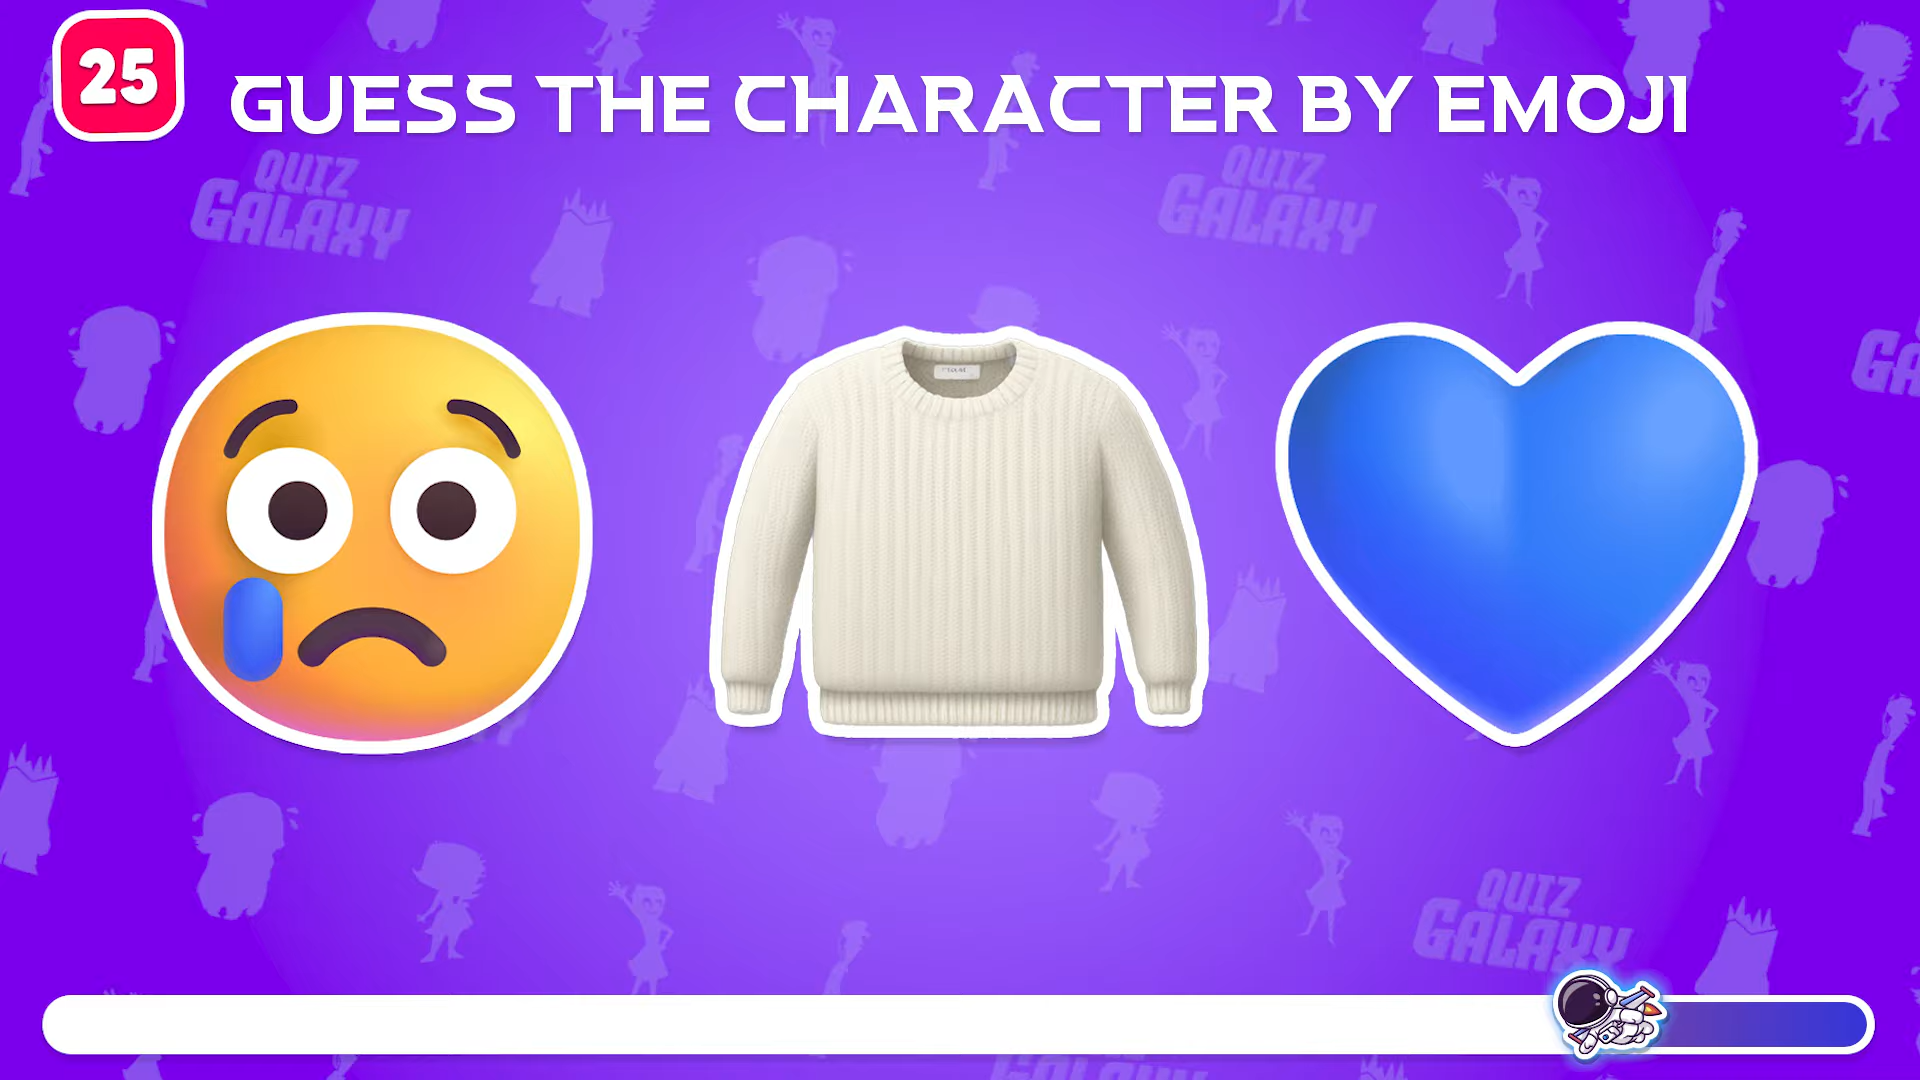 25
GUESS THE CHARACTER BY EMOJI
QUIZ
GALAXY
QUIZ
GALAXY
QUIZ
GALAXY